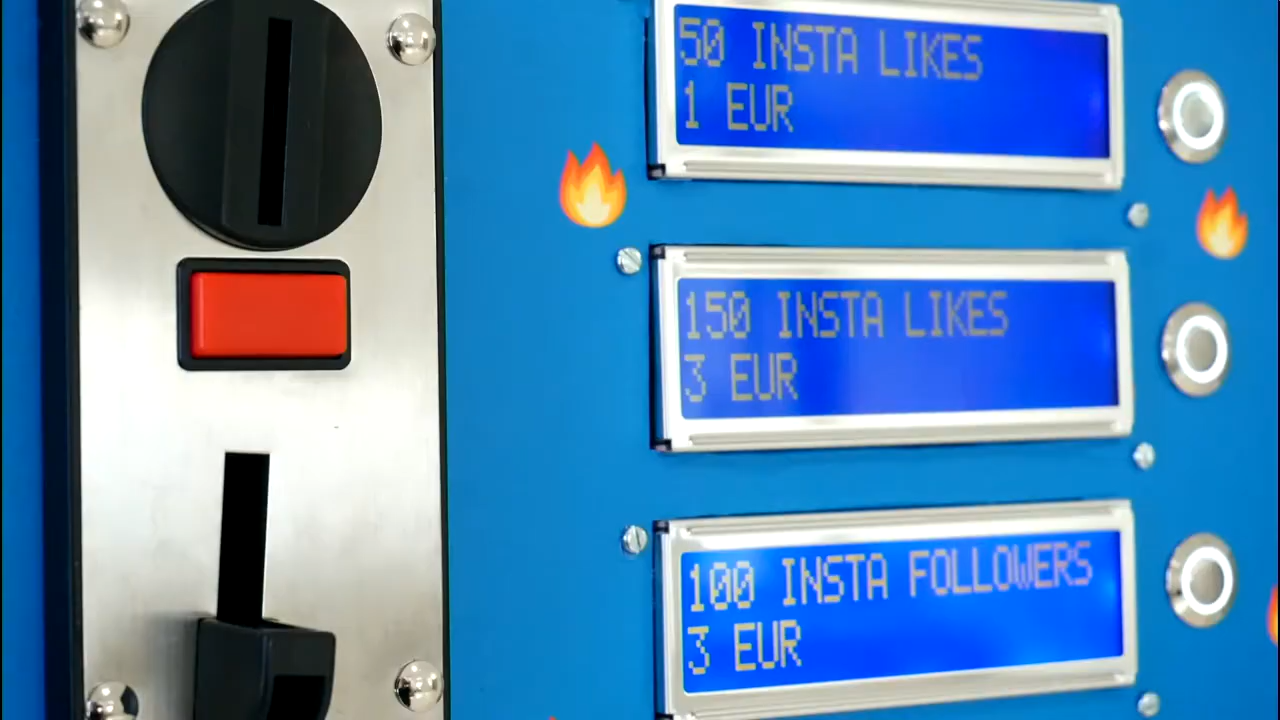 50 INSTA LIKES
1 EUR
150 INSTA LIKES
3 EUR
100 INSTA FOLLOWERS
3 EUR